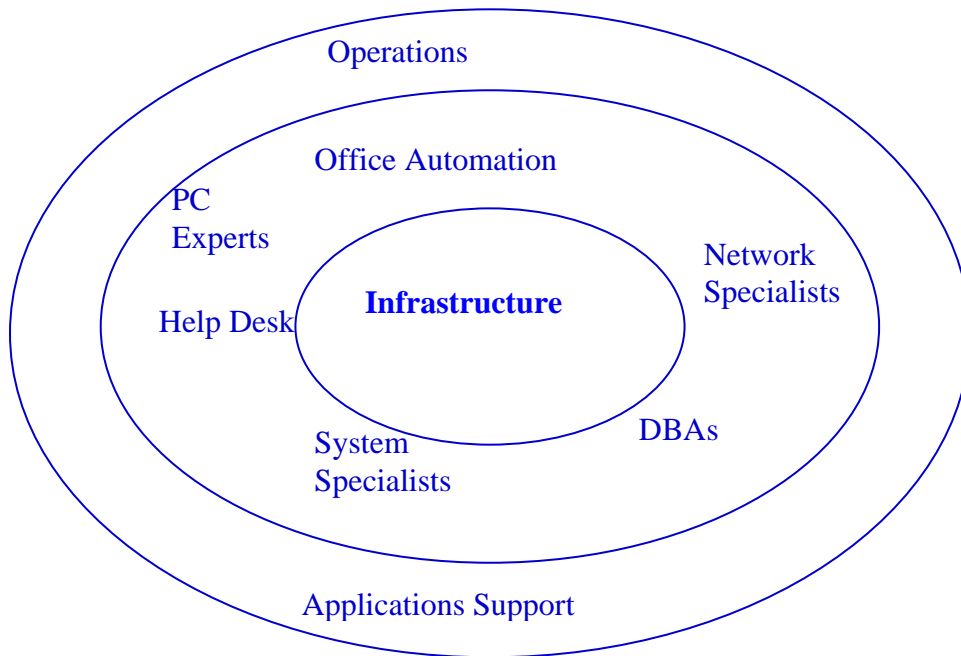 Operations
Office Automation
PC
Experts
Network
Specialists
Infrastructure
Help Desk
DBAs
System
Specialists
Applications Support